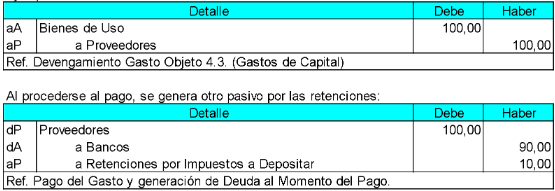 Detalle Debe Haber
aA Bienes de Uso 100,00
aP a Proveedores 100,00
Ref. Devengamiento Gasto Objeto 4.3. (Gastos de Capital)
Al procederse al pago, se genera otro pasivo por las retenciones:
Detalle Debe Haber
dP Proveedores 100,00
dA a Bancos 90,00
aP a Retenciones por Impuestos a Depositar 10,00
Ref. Pago del Gasto y generación de Deuda al Momento del Pago.